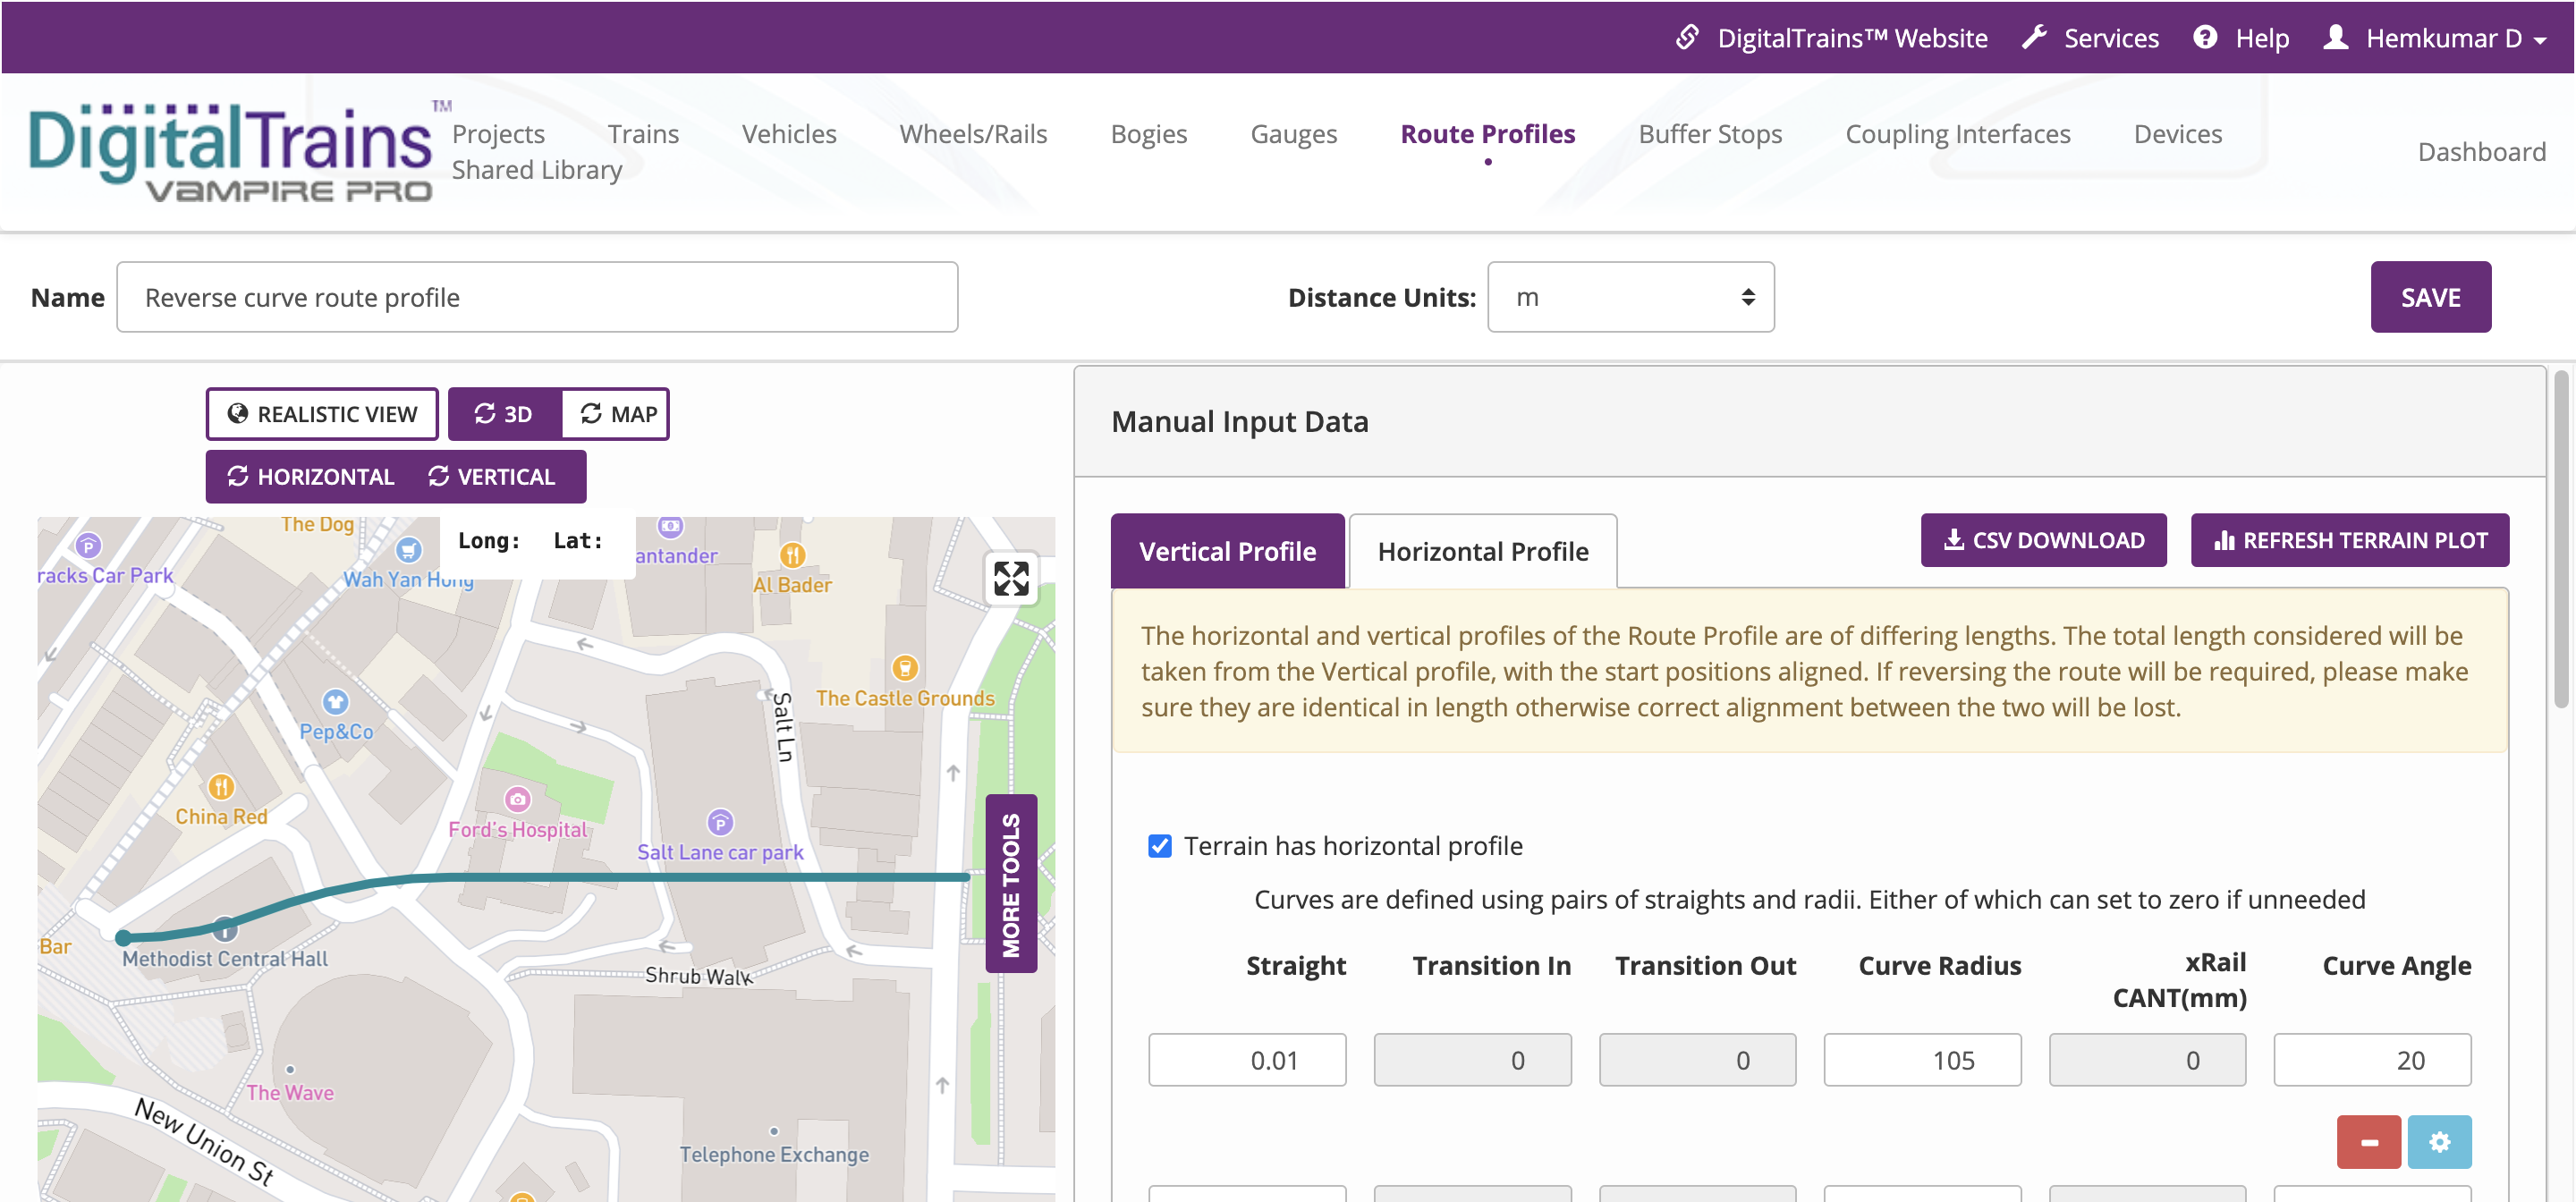 DigitalTrains™ Website Services Help Hemkumar D
DigitalTrains™
VAMPIRE PRO
Projects Trains Vehicles Wheels/Rails Bogies Gauges Route Profiles Buffer Stops Coupling Interfaces Devices
Shared Library
Dashboard
Name Reverse curve route profile Distance Units: m SAVE
REALISTIC VIEW 3D MAP
HORIZONTAL VERTICAL
Long: Lat:
The Dog
antander
racks Car Park
Wah Yan Hung
Al Bader
Salt Ln
The Castle Grounds
Pep&Co
China Red
Ford's Hospital
P
P
Salt Lane car park
MORE TOOLS
Bar
Methodist Central Hall
Shrub Walk
The Wave
New Union St
Telephone Exchange
Manual Input Data
Vertical Profile Horizontal Profile CSV DOWNLOAD REFRESH TERRAIN PLOT
The horizontal and vertical profiles of the Route Profile are of differing lengths. The total length considered will be
taken from the Vertical profile, with the start positions aligned. If reversing the route will be required, please make
sure they are identical in length otherwise correct alignment between the two will be lost.
Terrain has horizontal profile
Curves are defined using pairs of straights and radii. Either of which can set to zero if unneeded
Straight Transition In Transition Out Curve Radius xRail CANT(mm) Curve Angle
0.01 0 0 105 0 20